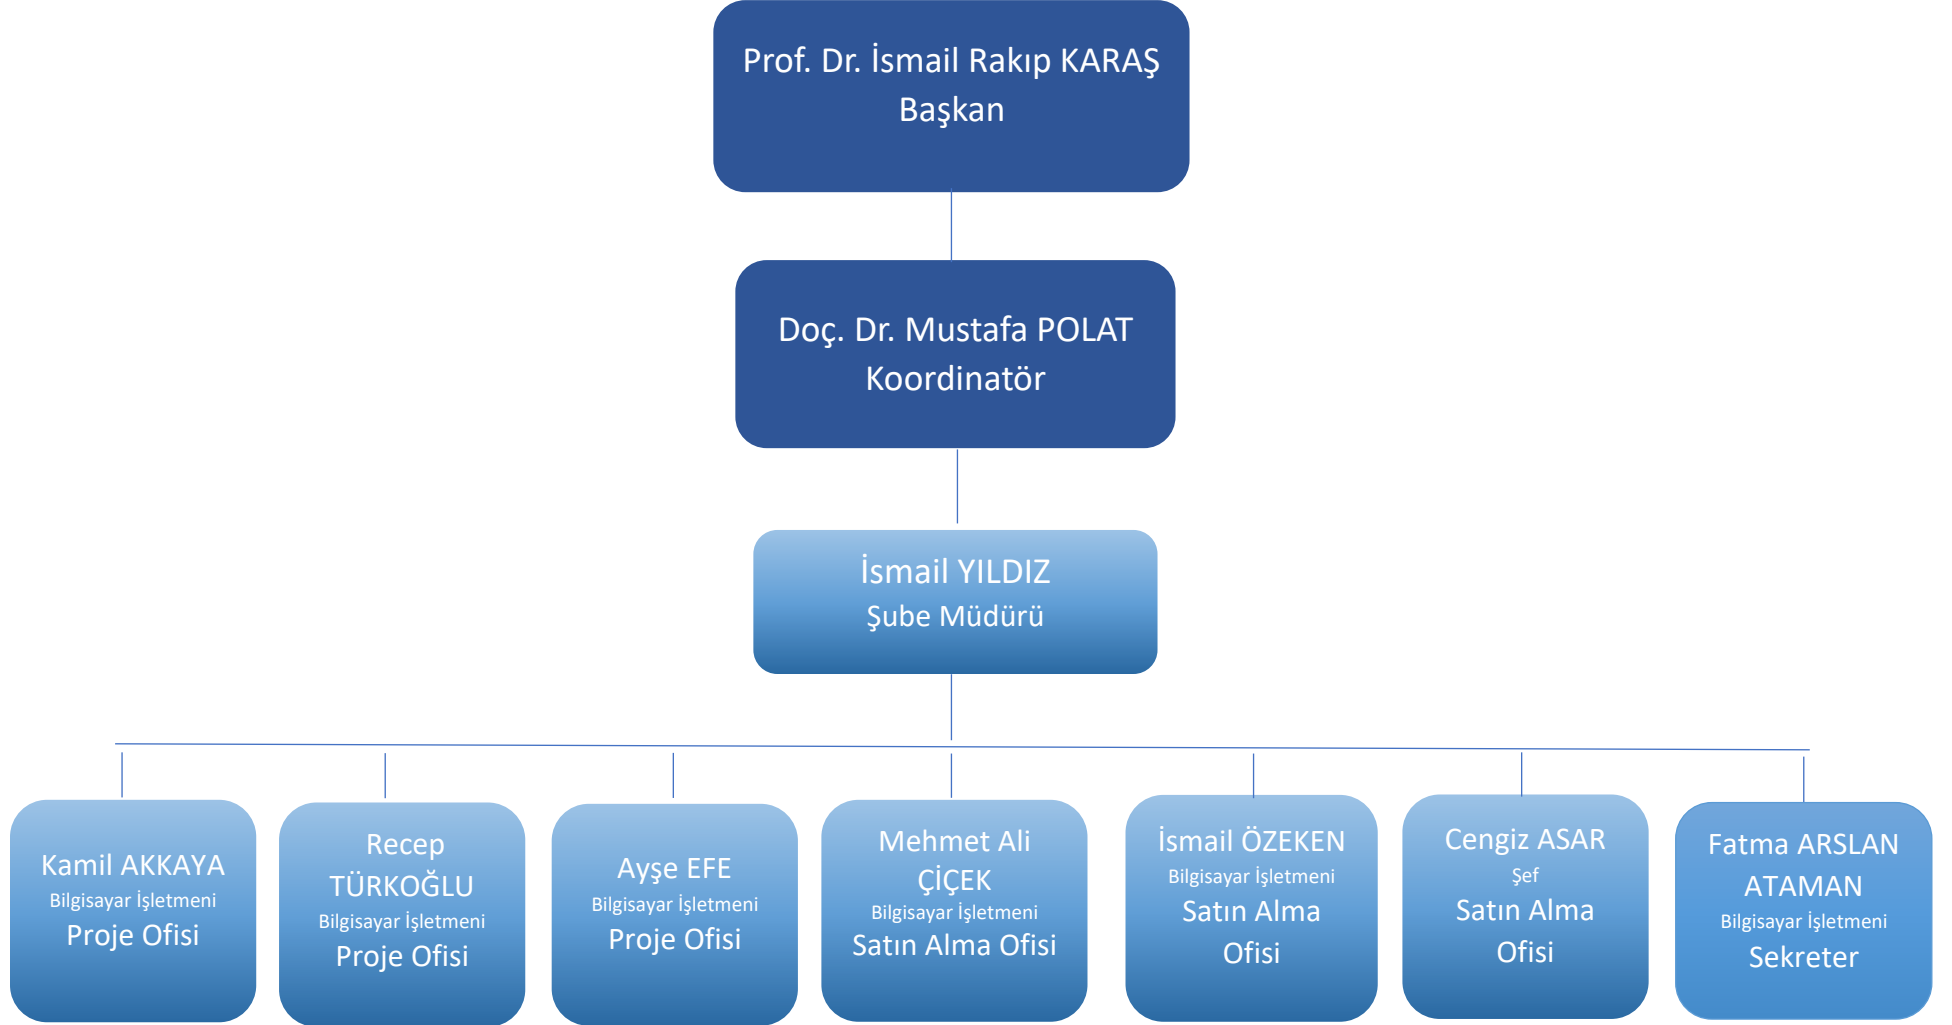 Prof. Dr. İsmail Rakıp KARAŞ
Başkan
Doç. Dr. Mustafa POLAT
Koordinatör
İsmail YILDIZ
Şube Müdürü
Kamil AKKAYA
Bilgisayar İşletmeni
Proje Ofisi
Recep
TÜRKOĞLU
Bilgisayar İşletmeni
Proje Ofisi
Ayşe EFE
Bilgisayar İşletmeni
Proje Ofisi
Mehmet Ali
ÇİÇEK
Bilgisayar İşletmeni
Satın Alma Ofisi
İsmail ÖZEKEN
Bilgisayar İşletmeni
Satın Alma
Ofisi
Cengiz ASAR
Şef
Satın Alma
Ofisi
Fatma ARSLAN
ATAMAN
Bilgisayar İşletmeni
Sekreter